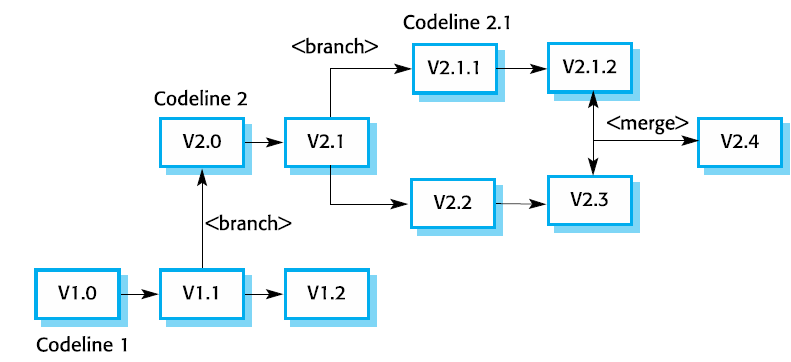 Codeline 2.1
<branch>
V2.1.1
V2.1.2
Codeline 2
<merge>
V2.0
V2.1
V2.4
V2.2
V2.3
<branch>
V1.0
V1.1
V1.2
Codeline 1